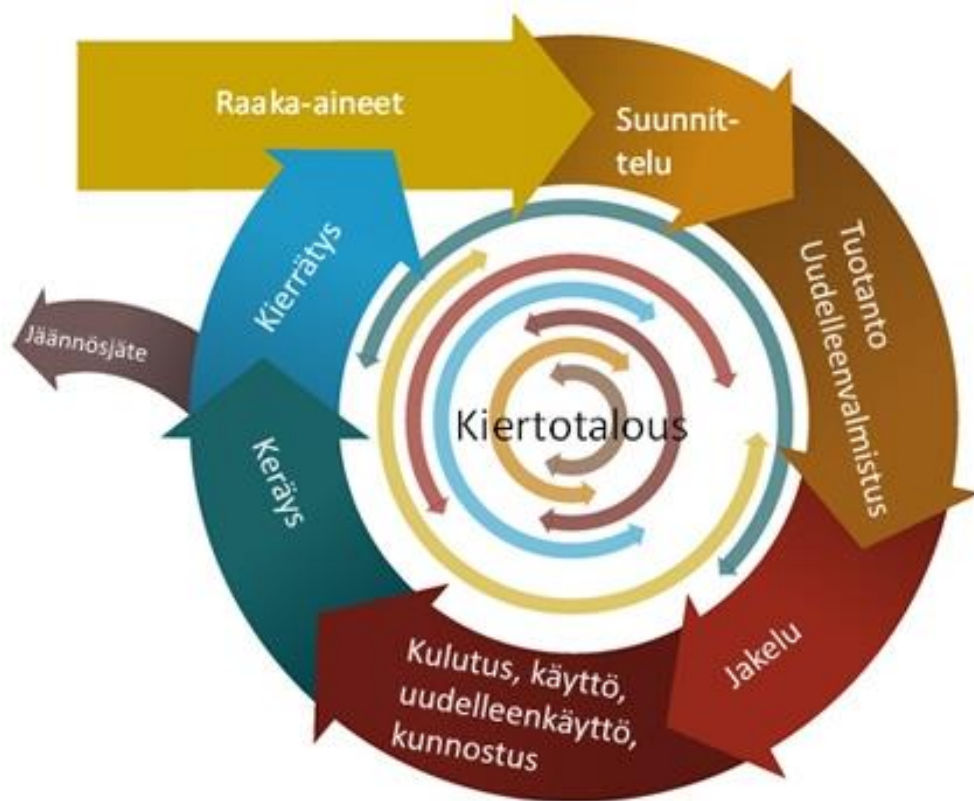 Raaka-aineet
Suunnit-
telu
Tuotanto
Uudelleenvalmistus
Jakelu
Kulutus, käyttö,
uudelleenkäyttö,
kunnostus
Keräys
Kierrätys
Jäännösjäte
Kiertotalous